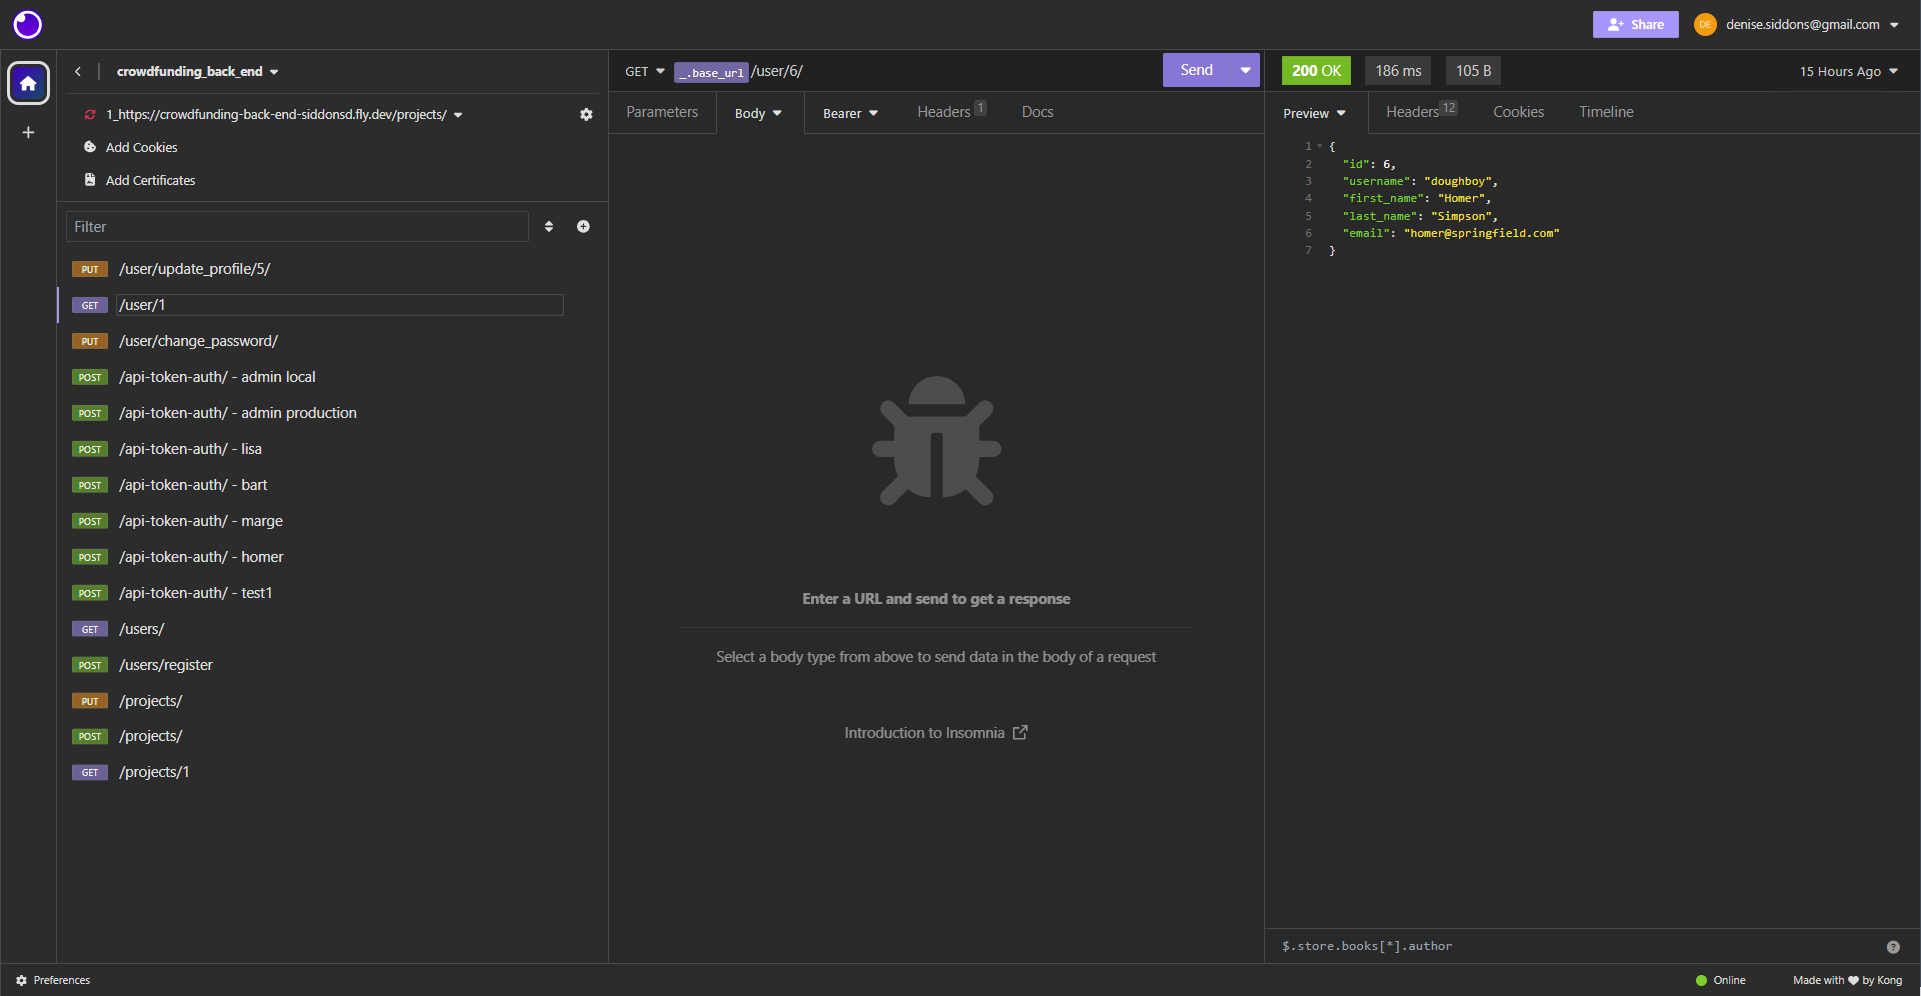 Share
DE
denise.siddons@gmail.com
crowdfunding_back_end
1_https://crowdfunding-back-end-siddonsd.fly.dev/projects/
Add Cookies
Add Certificates
Filter
PUT /user/update_profile/5/
GET /user/1
PUT /user/change_password/
POST /api-token-auth/ - admin local
POST /api-token-auth/ - admin production
POST /api-token-auth/ - lisa
POST /api-token-auth/ - bart
POST /api-token-auth/ - marge
POST /api-token-auth/ - homer
POST /api-token-auth/ - test1
GET /users/
POST /users/register
PUT /projects/
POST /projects/
GET /projects/1
GET _.base_url /user/6/
Send
Parameters Body Bearer Headers 1 Docs
Enter a URL and send to get a response
Select a body type from above to send data in the body of a request
Introduction to Insomnia
200 OK 186 ms 105 B 15 Hours Ago
Preview Headers 12 Cookies Timeline
1 {
2 "id": 6,
3 "username": "doughboy",
4 "first_name": "Homer",
5 "last_name": "Simpson",
6 "email": "homer@springfield.com"
7 }
$.store.books[*].author
?
Preferences
Online
Made with ♥ by Kong